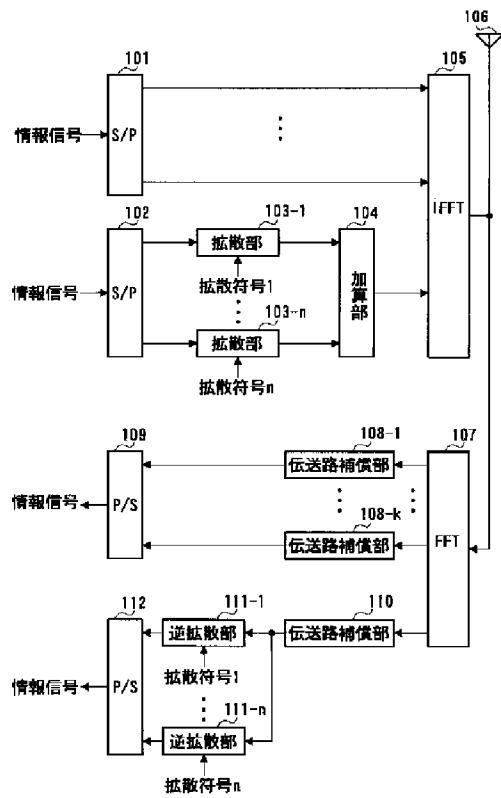 106
101
105
情報信号
S/P
IFFT
102
103-1
104
情報信号
S/P
拡散部
拡散符号1
加算部
103-n
拡散部
拡散符号n
109
108-1
107
伝送路補償部
情報信号
P/S
FFT
108-k
伝送路補償部
112
111-1
110
逆拡散部
伝送路補償部
拡散符号1
情報信号
P/S
111-n
逆拡散部
拡散符号n